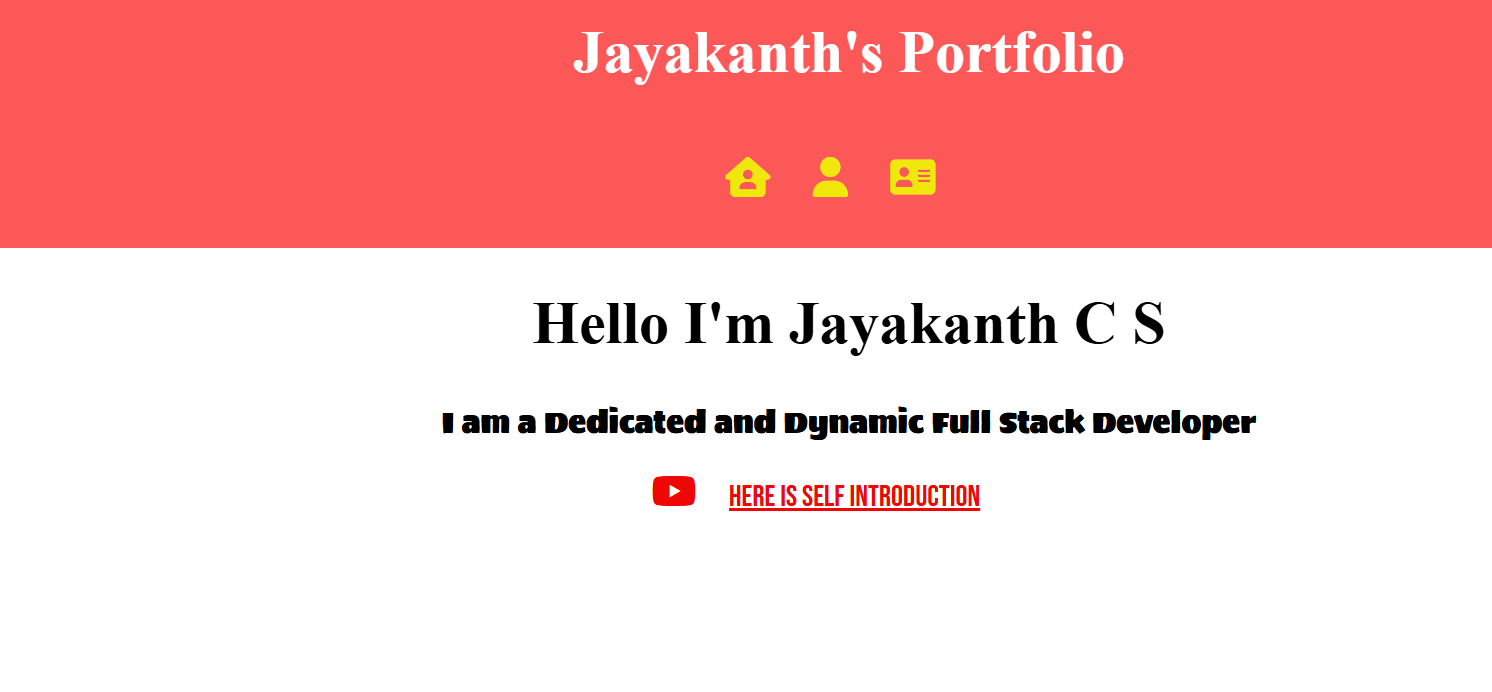 Jayakanth's Portfolio
Hello I'm Jayakanth C S
I am a Dedicated and Dynamic Full Stack Developer
HERE IS SELF INTRODUCTION